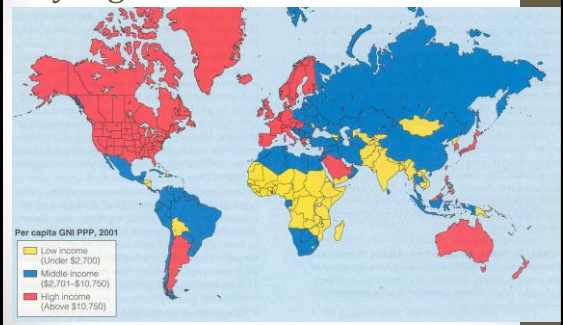 Per capita GNI PPP, 2001
Low income
(Under $2,700)
Middle income
($2,701–$10,750)
High income
(Above $10,750)